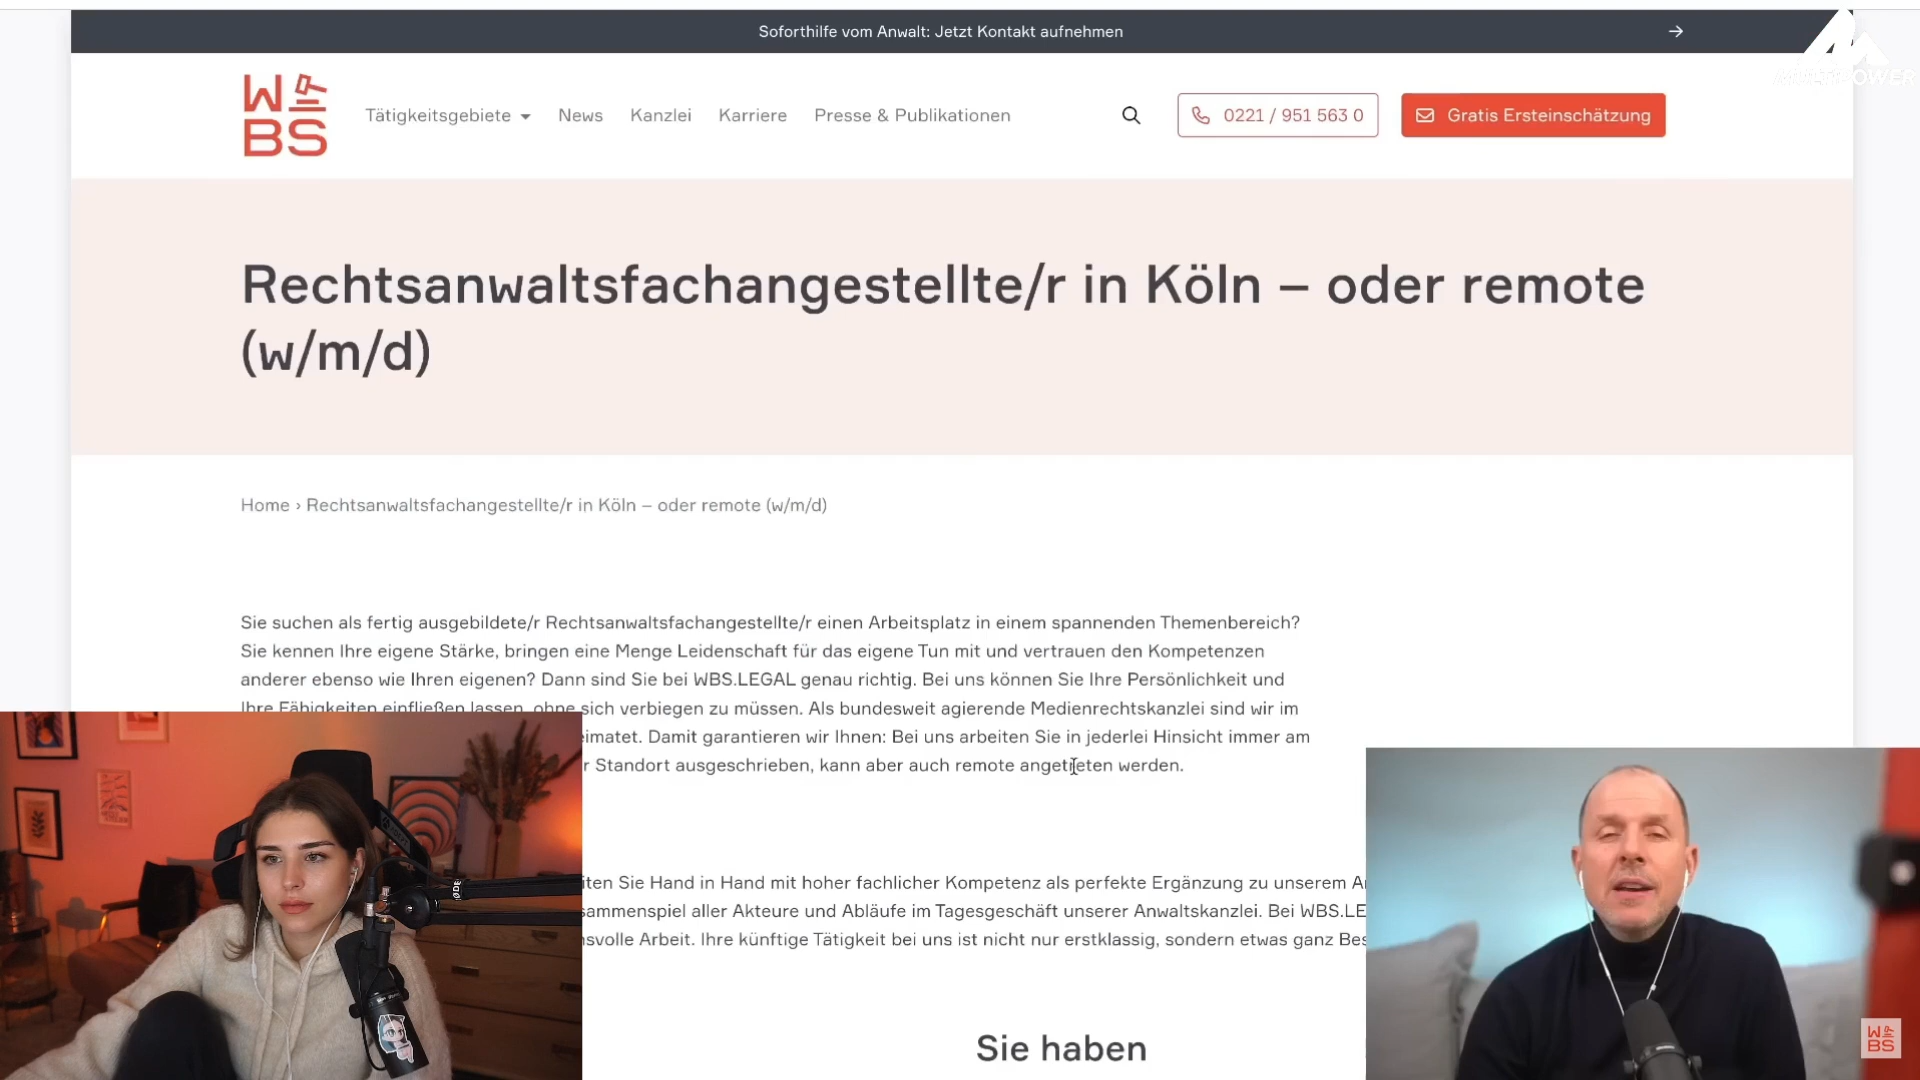 Soforthilfe vom Anwalt: Jetzt Kontakt aufnehmen
WBS
Tätigkeitsgebiete
News
Kanzlei
Karriere
Presse & Publikationen
0221 / 951 563 0
Gratis Ersteinschätzung
Rechtsanwaltsfachangestellte/r in Köln – oder remote
(w/m/d)
Home › Rechtsanwaltsfachangestellte/r in Köln – oder remote (w/m/d)
Sie suchen als fertig ausgebildete/r Rechtsanwaltsfachangestellte/r einen Arbeitsplatz in einem spannenden Themenbereich?
Sie kennen Ihre eigene Stärke, bringen eine Menge Leidenschaft für das eigene Tun mit und vertrauen den Kompetenzen
anderer ebenso wie Ihren eigenen? Dann sind Sie bei WBS.LEGAL genau richtig. Bei uns können Sie Ihre Persönlichkeit und
Ihre Fähigkeiten einfließen lassen, ohne sich verbiegen zu müssen. Als bundesweit agierende Medienrechtskanzlei sind wir im
eimatet. Damit garantieren wir Ihnen: Bei uns arbeiten Sie in jederlei Hinsicht immer am
r Standort ausgeschrieben, kann aber auch remote angetreten werden.
iten Sie Hand in Hand mit hoher fachlicher Kompetenz als perfekte Ergänzung zu unserem
sammenspiel aller Akteure und Abläufe im Tagesgeschäft unserer Anwaltskanzlei. Bei WBS.LE
nsvolle Arbeit. Ihre künftige Tätigkeit bei uns ist nicht nur erstklassig, sondern etwas ganz Bes
Sie haben
WBS